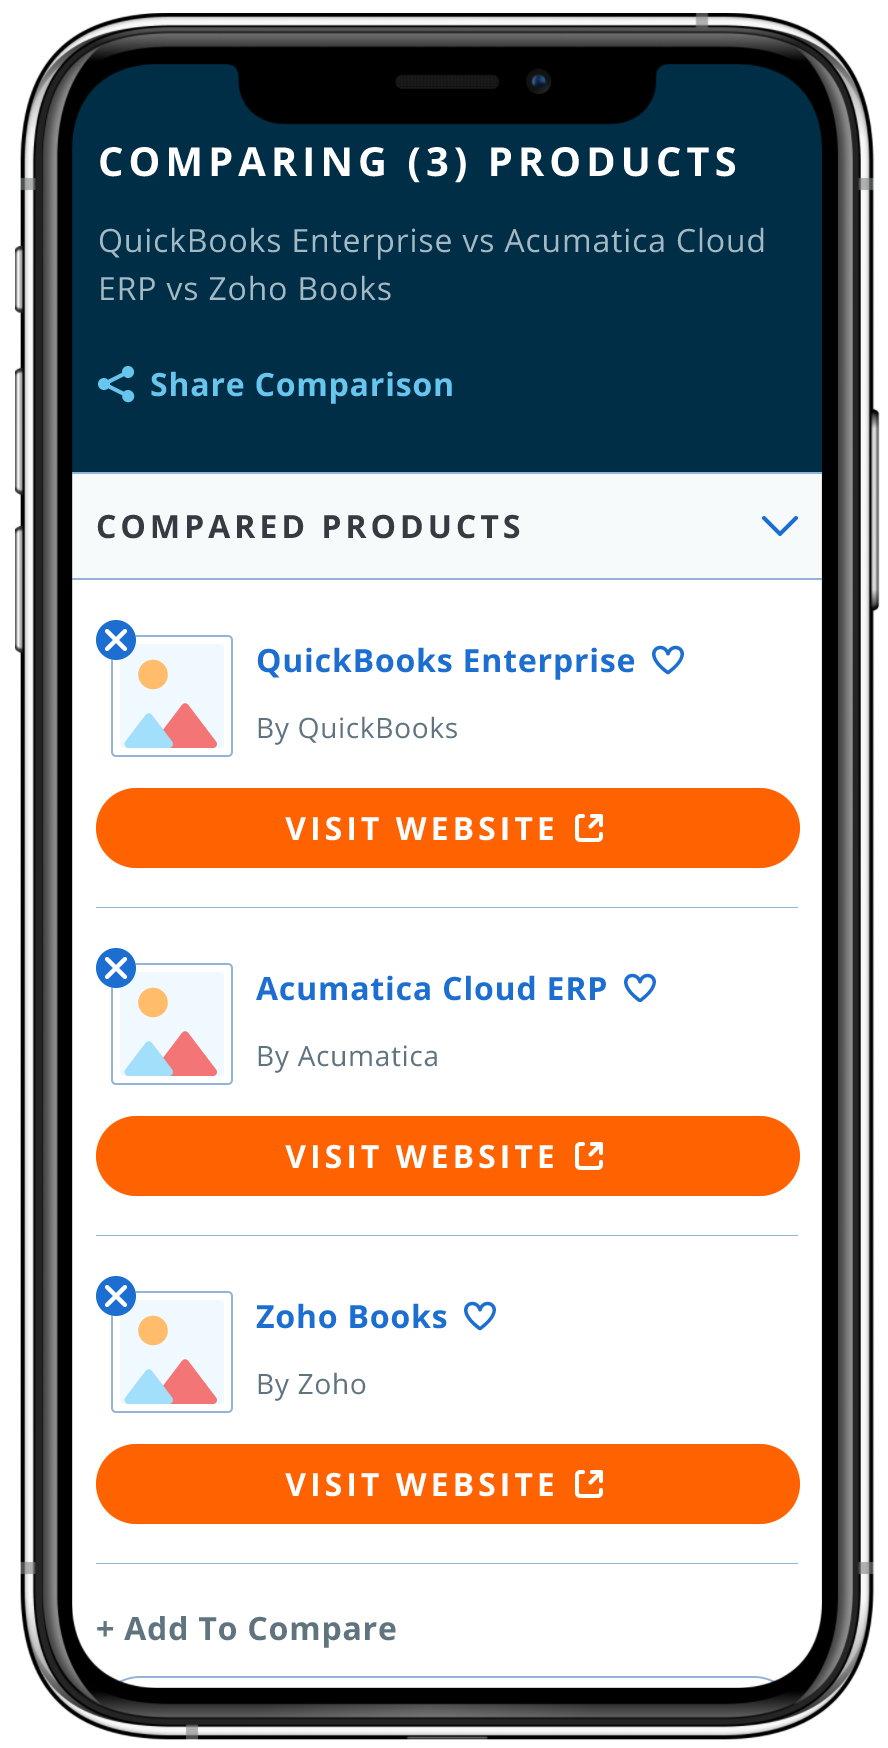 COMPARING (3) PRODUCTS
QuickBooks Enterprise vs Acumatica Cloud
ERP vs Zoho Books
Share Comparison
COMPARED PRODUCTS
QuickBooks Enterprise
By QuickBooks
VISIT WEBSITE
Acumatica Cloud ERP
By Acumatica
VISIT WEBSITE
Zoho Books
By Zoho
VISIT WEBSITE
+ Add To Compare